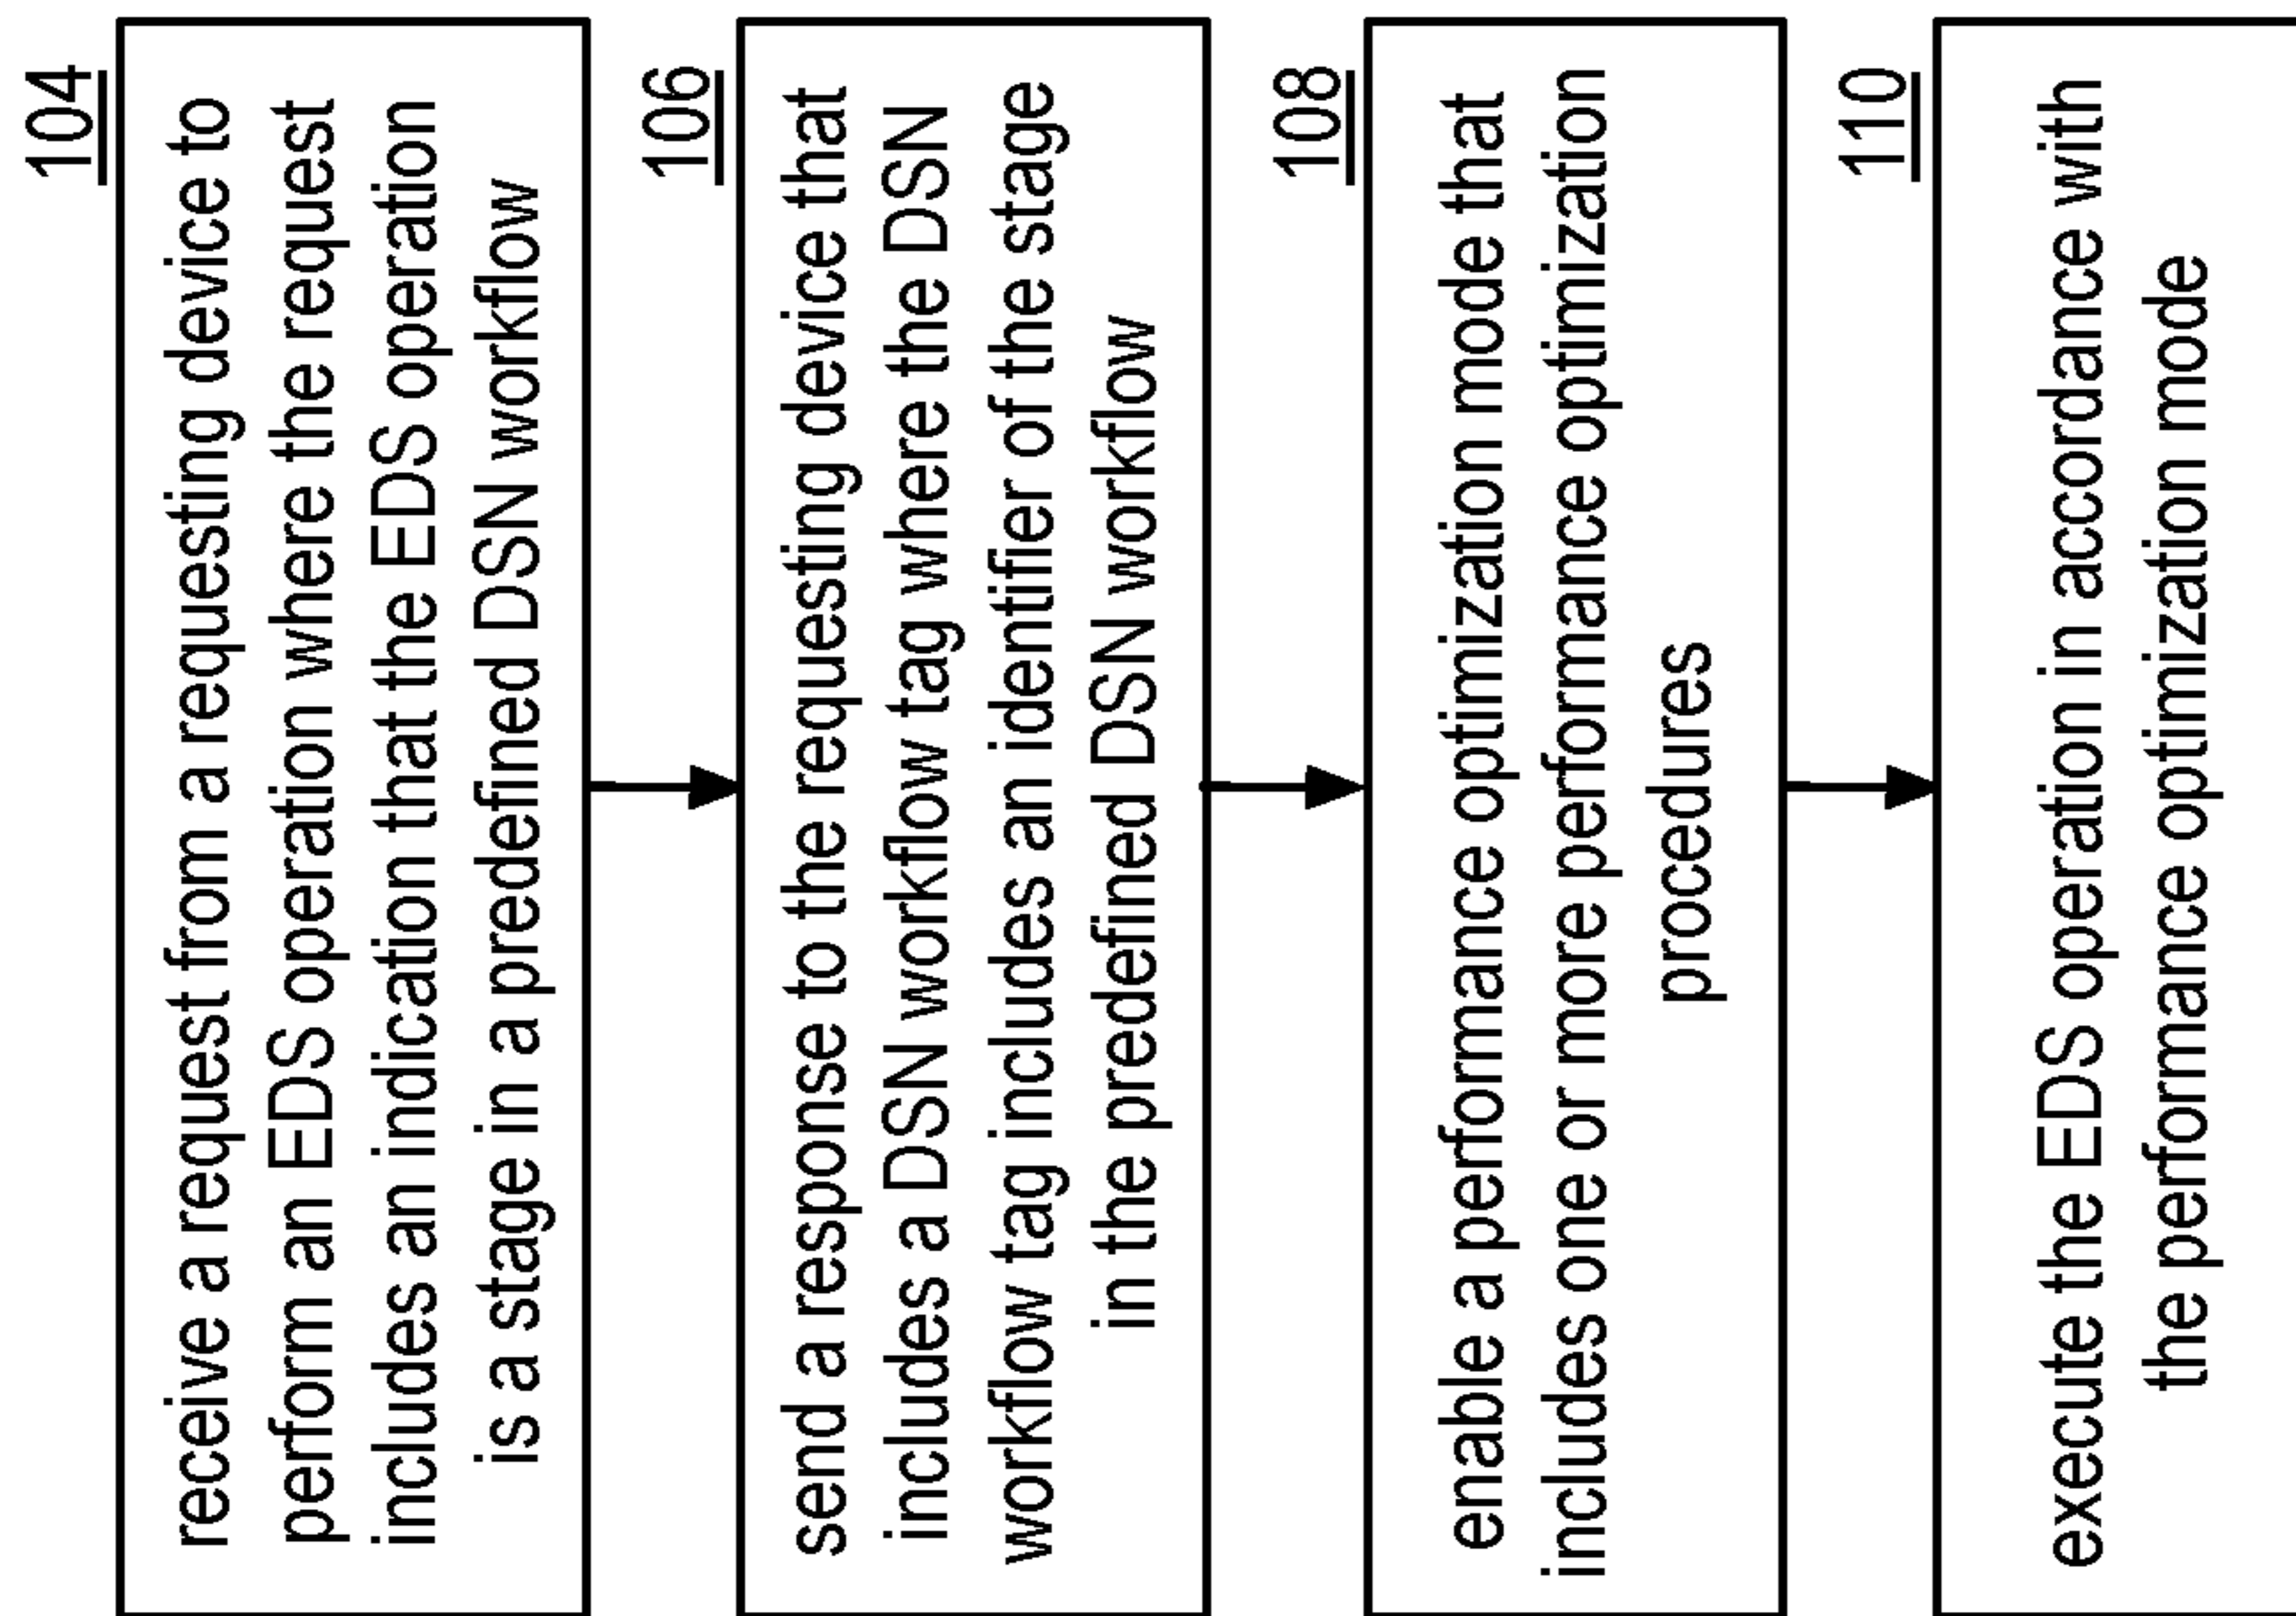 104
receive a request from a requesting device to
perform an EDS operation where the request
includes an indication that the EDS operation
is a stage in a predefined DSN workflow
106
send a response to the requesting device that
includes a DSN workflow tag where the DSN
workflow tag includes an identifier of the stage
in the predefined DSN workflow
108
enable a performance optimization mode that
includes one or more performance optimization
procedures
110
execute the EDS operation in accordance with
the performance optimization mode